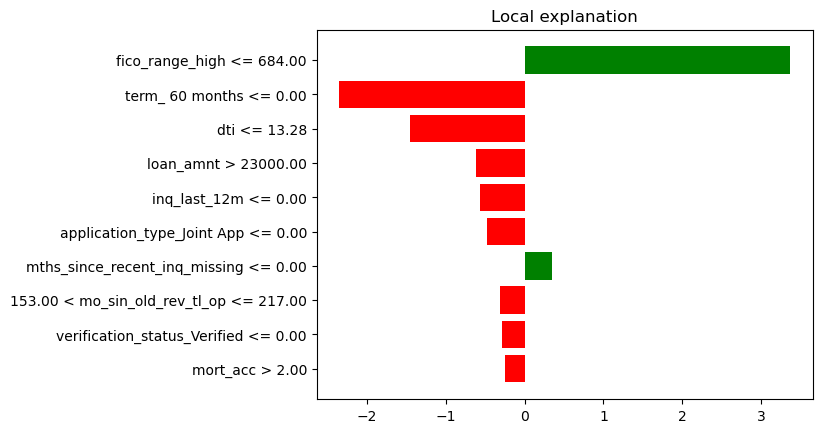 Local explanation
fico_range_high <= 684.00
term_ 60 months <= 0.00
dti <= 13.28
loan_amnt > 23000.00
inq_last_12m <= 0.00
application_type_Joint App <= 0.00
mths_since_recent_inq_missing <= 0.00
153.00 < mo_sin_old_rev_tl_op <= 217.00
verification_status_Verified <= 0.00
mort_acc > 2.00
−2 −1 0 1 2 3